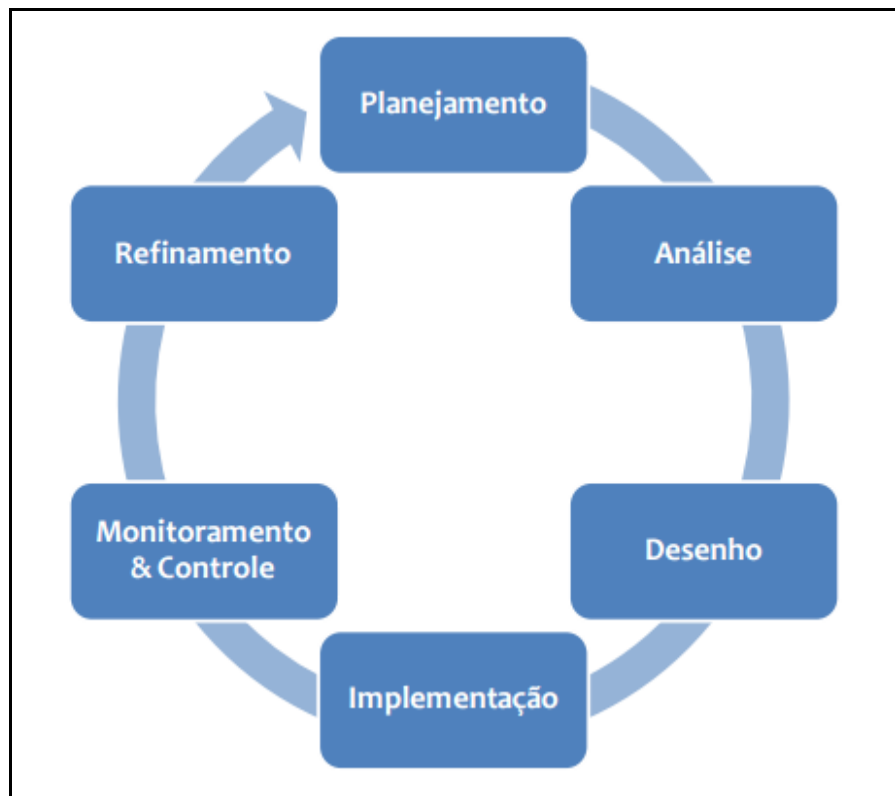 Planejamento
Análise
Desenho
Implementação
Monitoramento
& Controle
Refinamento